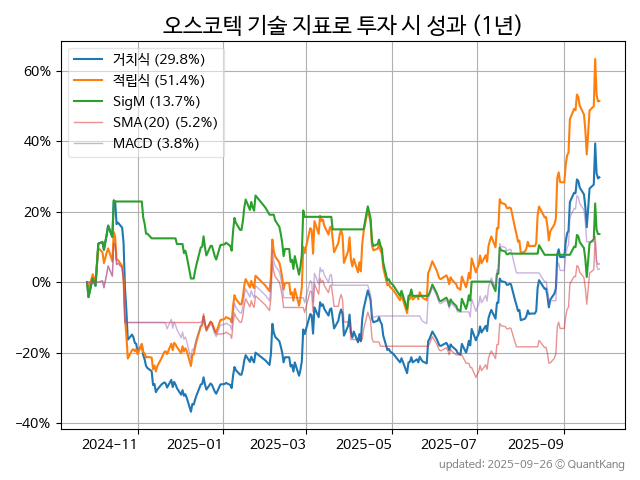 오스코텍 기술 지표로 투자 시 성과 (1년)
거치식 (29.8%)
적립식 (51.4%)
SigM (13.7%)
SMA(20) (5.2%)
MACD (3.8%)
60%
40%
20%
0%
−20%
−40%
2024-11
2025-01
2025-03
2025-05
2025-07
2025-09
updated: 2025-09-26 © QuantKang